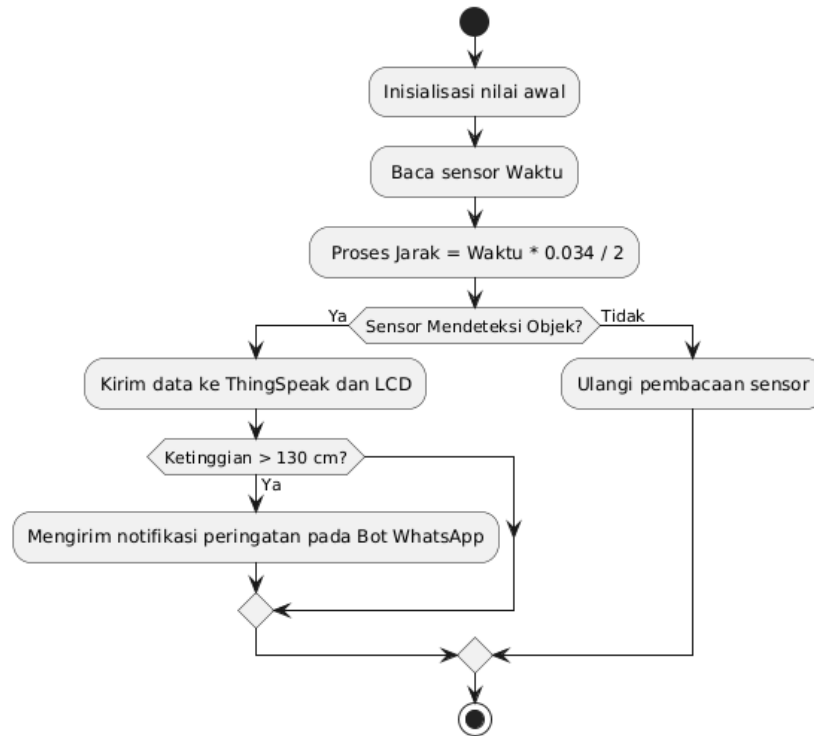 Inisialisasi nilai awal
Baca sensor Waktu
Proses Jarak = Waktu * 0.034 / 2
Ya
Sensor Mendeteksi Objek?
Tidak
Kirim data ke ThingSpeak dan LCD
Ulangi pembacaan sensor
Ketinggian > 130 cm?
Ya
Mengirim notifikasi peringatan pada Bot WhatsApp